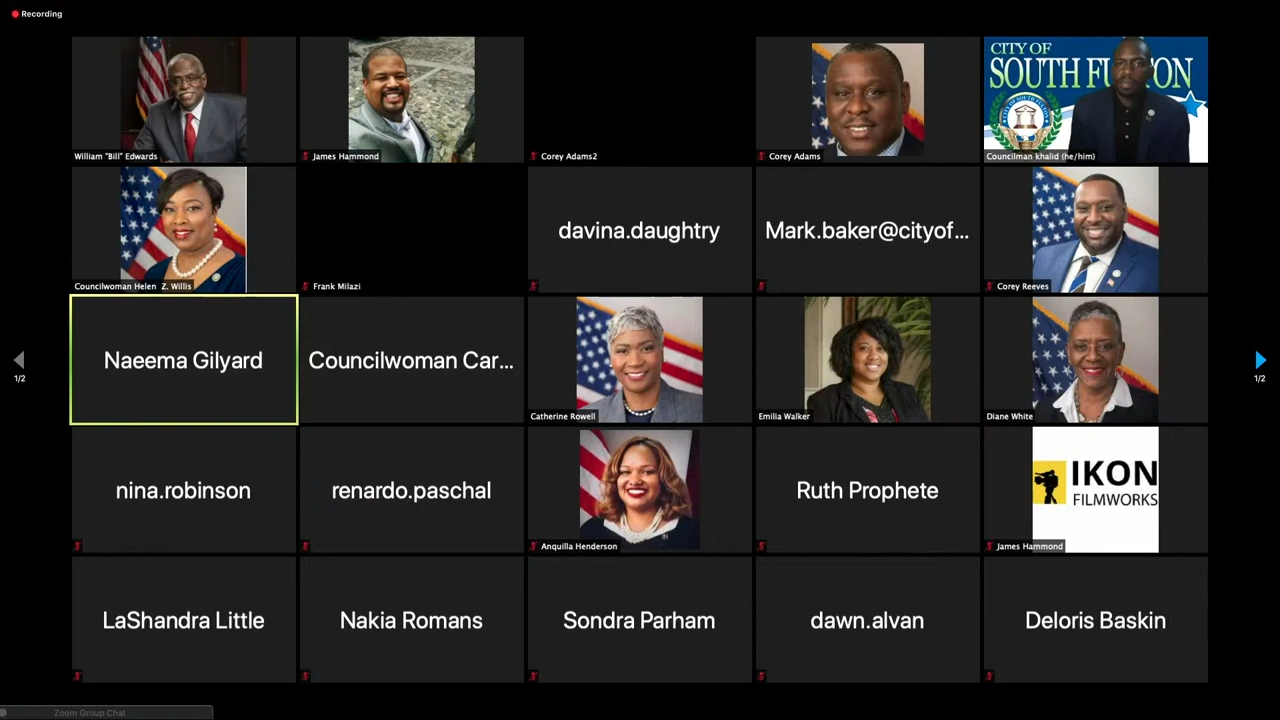 Recording
William "Bill" Edwards
James Hammond
Corey Adams2
Corey Adams
CITY OF
SOUTH FULTON
Councilman khalid (he/him)
Councilwoman Helen Z. Willis
Frank Milazi
davina.daughtry
Mark.baker@cityof...
Corey Reeves
1/2
Naeema Gilyard
Councilwoman Car...
Catherine Rowell
Emilia Walker
Diane White
1/2
nina.robinson
renardo.paschal
Anquilla Henderson
Ruth Prophete
IKON
FILMWORKS
James Hammond
LaShandra Little
Nakia Romans
Sondra Parham
dawn.alvan
Deloris Baskin
Zoom Group Chat